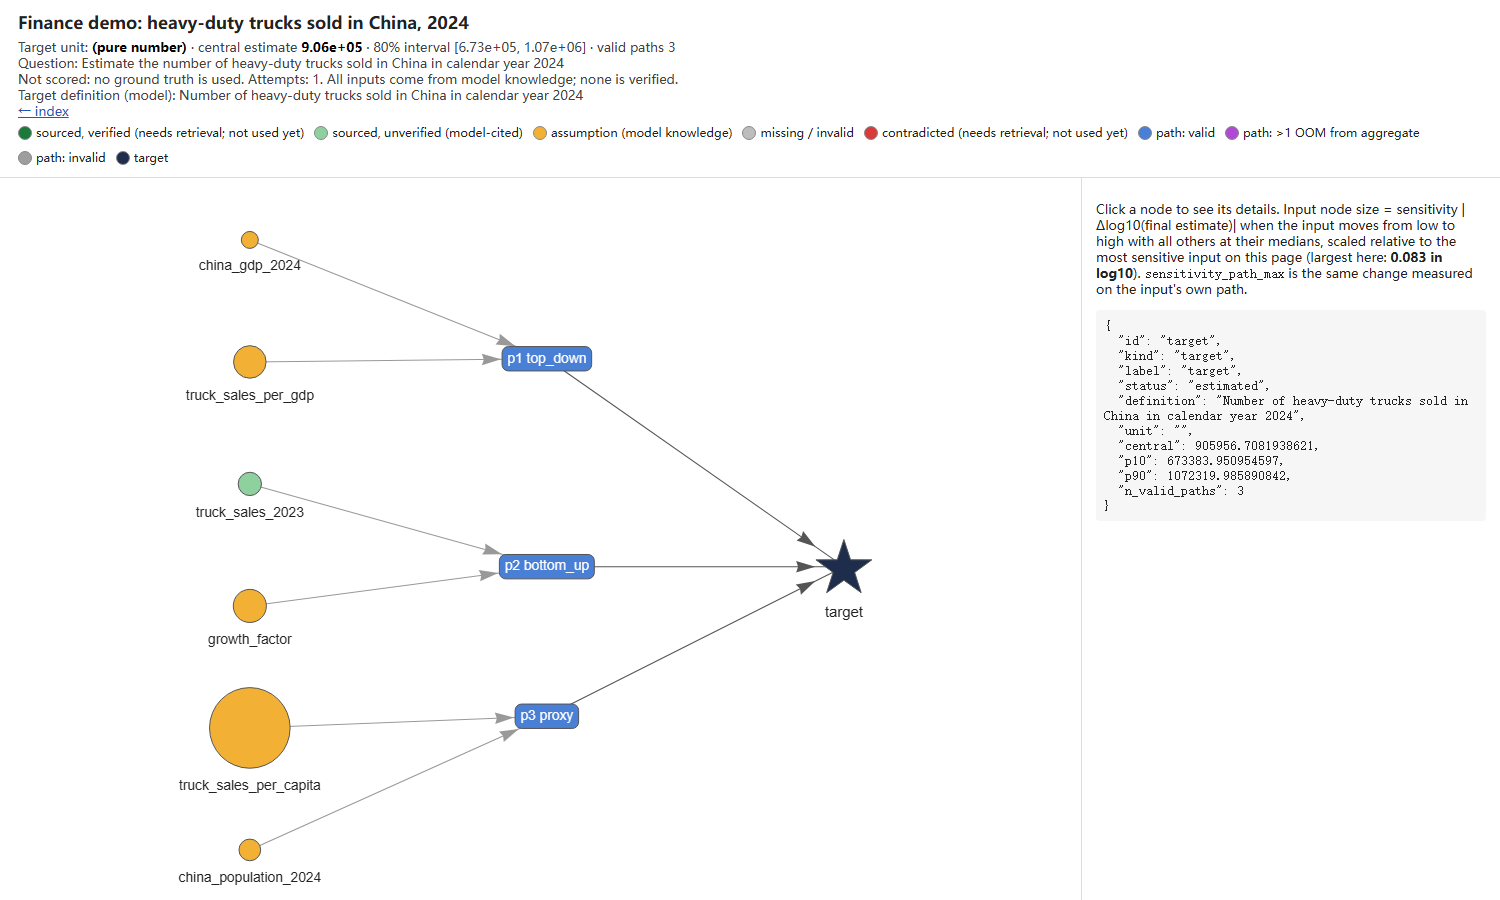 Finance demo: heavy-duty trucks sold in China, 2024
Target unit: (pure number) · central estimate 9.06e+05 · 80% interval [6.73e+05, 1.07e+06] · valid paths 3
Question: Estimate the number of heavy-duty trucks sold in China in calendar year 2024
Not scored: no ground truth is used. Attempts: 1. All inputs come from model knowledge; none is verified.
Target definition (model): Number of heavy-duty trucks sold in China in calendar year 2024
← index
sourced, verified (needs retrieval; not used yet) sourced, unverified (model-cited) assumption (model knowledge) missing / invalid contradicted (needs retrieval; not used yet) path: valid path: >1 OOM from aggregate
path: invalid target
china_gdp_2024
truck_sales_per_gdp
truck_sales_2023
growth_factor
truck_sales_per_capita
china_population_2024
p1 top_down
p2 bottom_up
p3 proxy
target
Click a node to see its details. Input node size = sensitivity |
Δlog10(final estimate)| when the input moves from low to
high with all others at their medians, scaled relative to the
most sensitive input on this page (largest here: 0.083 in
log10). sensitivity_path_max is the same change measured
on the input's own path.
{
"id": "target",
"kind": "target",
"label": "target",
"status": "estimated",
"definition": "Number of heavy-duty trucks sold in
China in calendar year 2024",
"unit": "",
"central": 905956.7081938621,
"p10": 673383.950954597,
"p90": 1072319.985890842,
"n_valid_paths": 3
}